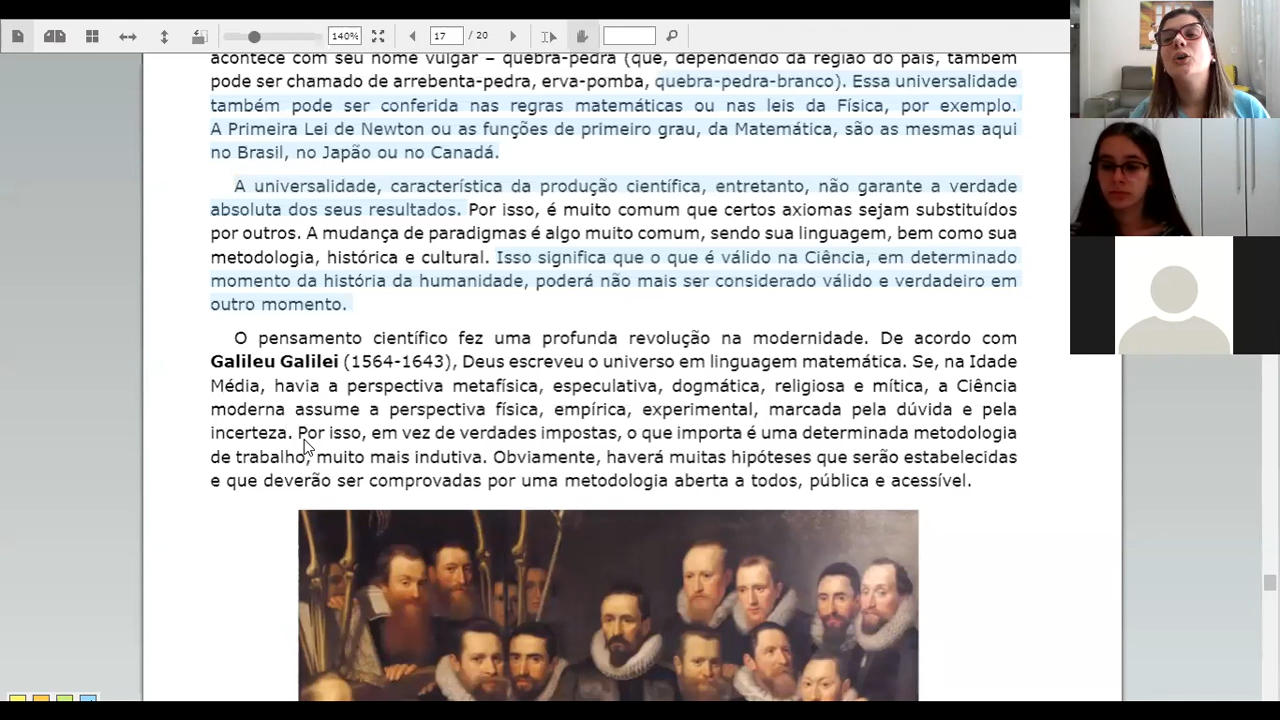 140%
17
/ 20
acontece com seu nome vulgar – quebra-pedra (que, dependendo da região do país, também
pode ser chamado de arrebenta-pedra, erva-pomba, quebra-pedra-branco). Essa universalidade
também pode ser conferida nas regras matemáticas ou nas leis da Física, por exemplo.
A Primeira Lei de Newton ou as funções de primeiro grau, da Matemática, são as mesmas aqui
no Brasil, no Japão ou no Canadá.
A universalidade, característica da produção científica, entretanto, não garante a verdade
absoluta dos seus resultados. Por isso, é muito comum que certos axiomas sejam substituídos
por outros. A mudança de paradigmas é algo muito comum, sendo sua linguagem, bem como sua
metodologia, histórica e cultural. Isso significa que o que é válido na Ciência, em determinado
momento da história da humanidade, poderá não mais ser considerado válido e verdadeiro em
outro momento.
O pensamento científico fez uma profunda revolução na modernidade. De acordo com
Galileu Galilei (1564-1643), Deus escreveu o universo em linguagem matemática. Se, na Idade
Média, havia a perspectiva metafísica, especulativa, dogmática, religiosa e mítica, a Ciência
moderna assume a perspectiva física, empírica, experimental, marcada pela dúvida e pela
incerteza. Por isso, em vez de verdades impostas, o que importa é uma determinada metodologia
de trabalho, muito mais indutiva. Obviamente, haverá muitas hipóteses que serão estabelecidas
e que deverão ser comprovadas por uma metodologia aberta a todos, pública e acessível.